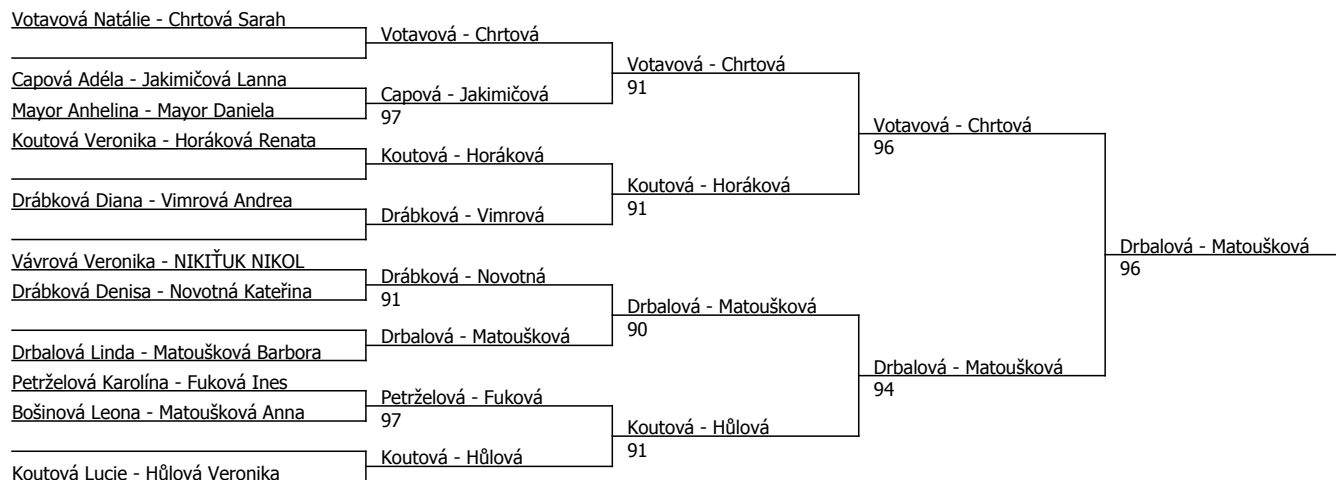 Votavová Natálie - Chrtová Sarah
Votavová - Chrtová
Votavová - Chrtová
91
Capová Adéla - Jakimičová Lanna
Capová - Jakimičová
97
Mayor Anhelina - Mayor Daniela
Votavová - Chrtová
96
Koutová Veronika - Horáková Renata
Koutová - Horáková
Koutová - Horáková
91
Drábková Diana - Vimrová Andrea
Drábková - Vimrová
Drbalová - Matoušková
96
Vávrová Veronika - NIKIŤUK NIKOL
Drábková - Novotná
91
Drábková Denisa - Novotná Kateřina
Drbalová - Matoušková
90
Drbalová - Matoušková
Drbalová Linda - Matoušková Barbora
Drbalová - Matoušková
94
Petrželová Karolína - Fuková Ines
Petrželová - Fuková
97
Bošinová Leona - Matoušková Anna
Koutová - Hůlová
91
Koutová - Hůlová
Koutová Lucie - Hůlová Veronika